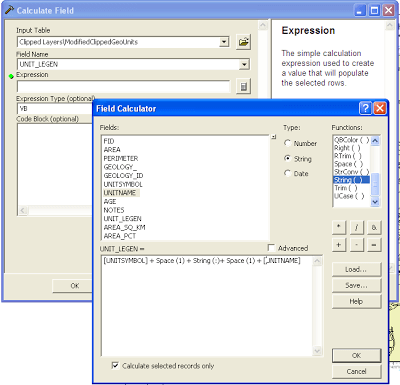 Calculate Field
Input Table
Clipped Layers\ModifiedClippedGeoUnits
Field Name
UNIT_LEGEN
Expression
Expression Type (optional)
VB
Code Block (optional)
OK
Expression
The simple calculation
expression used to create
a value that will populate
the selected rows.
Field Calculator
Fields:
FID
AREA
PERIMETER
GEOLOGY_
GEOLOGY_ID
UNITSYMBOL
UNITNAME
AGE
NOTES
UNIT_LEGEN
AREA_SQ_KM
AREA_PCT
Type:
Number
String
Date
Functions:
QBColor ( )
Right ( )
RTrim ( )
Space ( )
StrConv ( )
String ( )
Trim ( )
UCase ( )
* / &
+ - =
UNIT_LEGEN =
Advanced
[UNITSYMBOL] + Space (1) + String (:)+ Space (1) + [UNITNAME]
Load...
Save...
Help
Calculate selected records only
OK
Cancel